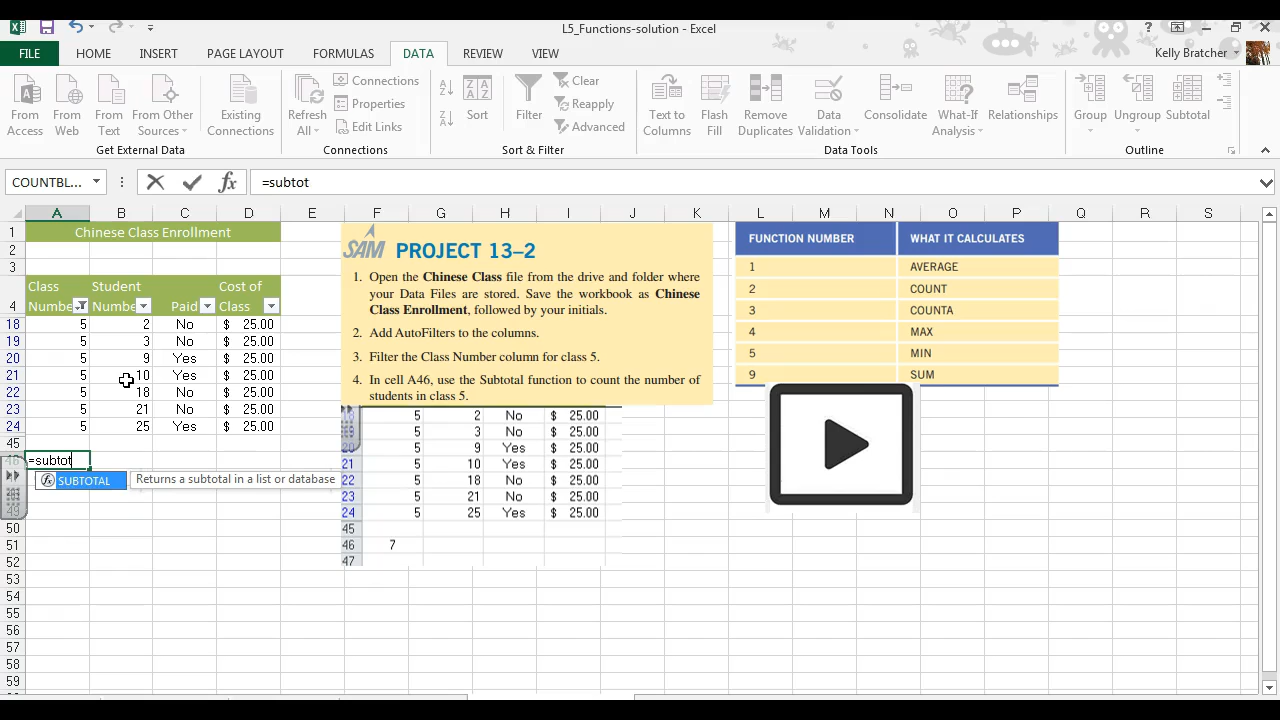 L5_Functions-solution - Excel
FILE HOME INSERT PAGE LAYOUT FORMULAS DATA REVIEW VIEW
Kelly Bratcher
From Access
From Web
From Text
From Other Sources
Existing Connections
Get External Data
Refresh All
Connections
Properties
Edit Links
Connections
Sort
Filter
Clear
Reapply
Advanced
Sort & Filter
Text to Columns
Flash Fill
Remove Duplicates
Data Validation
Consolidate
What-If Analysis
Relationships
Data Tools
Group
Ungroup
Subtotal
Outline
COUNTBL... =subtot
A B C D E F G H I J K L M N O P Q R S
1 Chinese Class Enrollment
2
3
Class Student Cost of
4 Numbe Numbe Paid Class
18 5 2 No $ 25.00
19 5 3 No $ 25.00
20 5 9 Yes $ 25.00
21 5 10 Yes $ 25.00
22 5 18 No $ 25.00
23 5 21 No $ 25.00
24 5 25 Yes $ 25.00
45
=subtot
SUBTOTAL Returns a subtotal in a list or database
50
51
52
53
54
55
56
57
58
SAM PROJECT 13–2
1. Open the Chinese Class file from the drive and folder where
your Data Files are stored. Save the workbook as Chinese
Class Enrollment, followed by your initials.
2. Add AutoFilters to the columns.
3. Filter the Class Number column for class 5.
4. In cell A46, use the Subtotal function to count the number of
students in class 5.
5 2 No $ 25.00
5 3 No $ 25.00
5 9 Yes $ 25.00
21 5 10 Yes $ 25.00
22 5 18 No $ 25.00
23 5 21 No $ 25.00
24 5 25 Yes $ 25.00
45
46 7
47
FUNCTION NUMBER WHAT IT CALCULATES
1 AVERAGE
2 COUNT
3 COUNTA
4 MAX
5 MIN
9 SUM